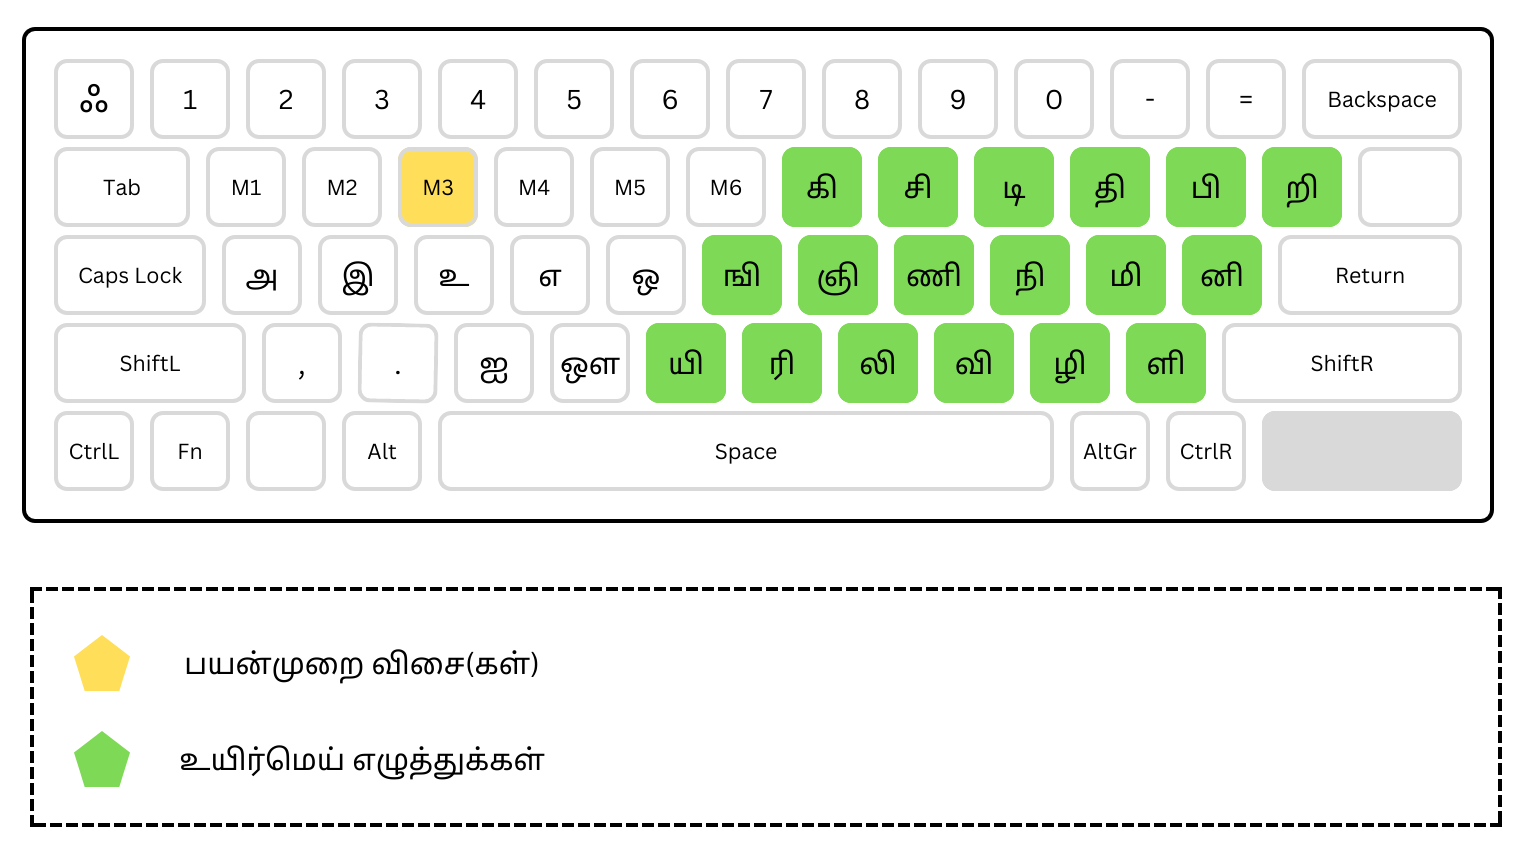 ஃ 1 2 3 4 5 6 7 8 9 0 - = Backspace
Tab M1 M2 M3 M4 M5 M6 கி சி டி தி பி றி
Caps Lock அ இ உ எ ஒ ஙி ஞி ணி நி மி னி Return
ShiftL , . ஐ ஔ யி ரி லி வி ழி ளி ShiftR
CtrlL Fn Alt Space AltGr CtrlR
பயன்முறை விசை(கள்)
உயிர்மெய் எழுத்துக்கள்